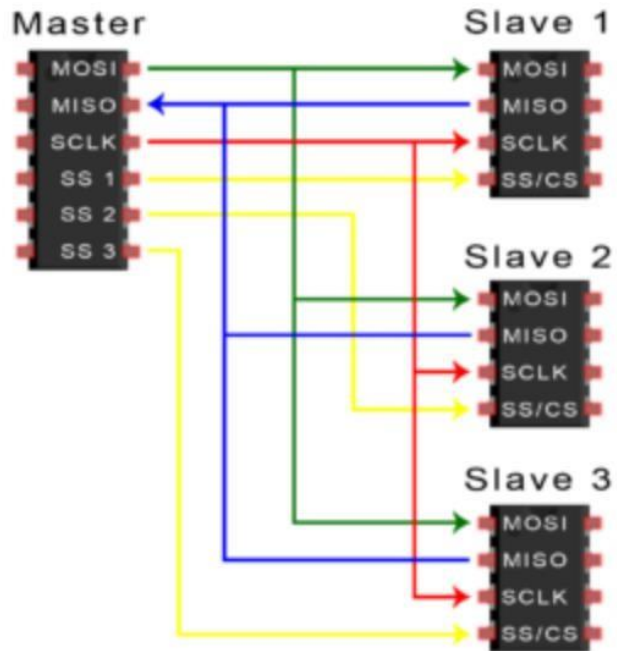 Master
MOSI
MISO
SCLK
SS 1
SS 2
SS 3
Slave 1
MOSI
MISO
SCLK
SS/CS
Slave 2
MOSI
MISO
SCLK
SS/CS
Slave 3
MOSI
MISO
SCLK
SS/CS